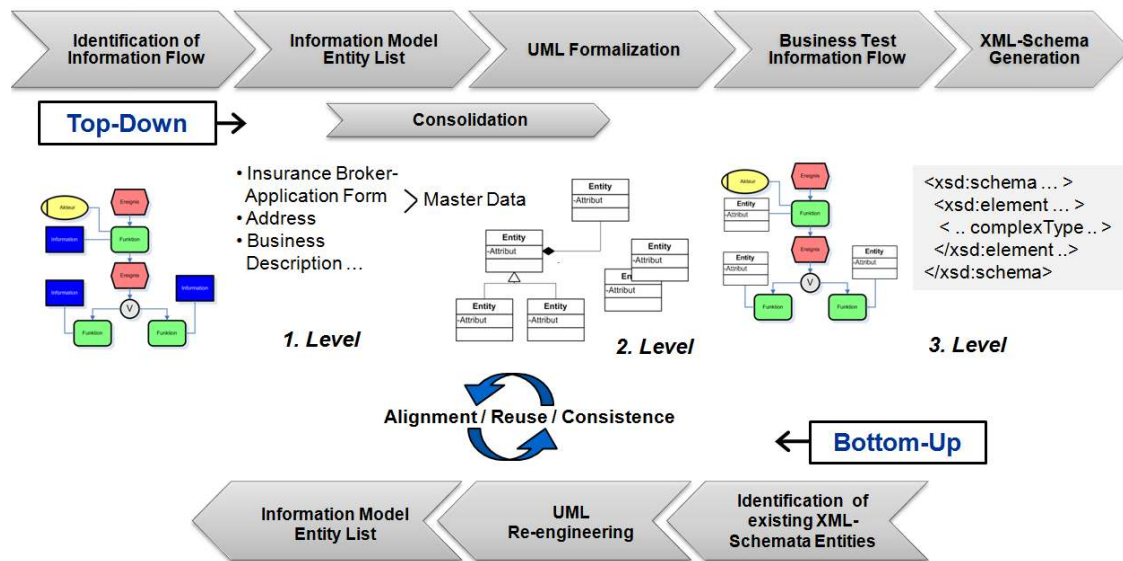 Identification of
Information Flow
Information Model
Entity List
UML Formalization
Business Test
Information Flow
XML-Schema
Generation
Top-Down
Consolidation
• Insurance Broker-
Application Form
• Address
• Business
Description ...
Master Data
Akteur
Ereignis
Information
Funktion
Ereignis
Information
Information
V
Funktion
Funktion
1. Level
Entity
-Attribut
Entity
-Attribut
Entity
-Attribut
Entity
-Attribut
Entity
-Attribut
Entity
-Attribut
2. Level
Ereignis
Akteur
Entity
-Attribut
Funktion
Ereignis
Entity
-Attribut
Entity
-Attribut
V
Funktion
Funktion
<xsd:schema ... >
<xsd:element ... >
< .. complexType .. >
</xsd:element ..>
</xsd:schema>
3. Level
Alignment / Reuse / Consistence
Bottom-Up
Information Model
Entity List
UML
Re-engineering
Identification of
existing XML-
Schemata Entities